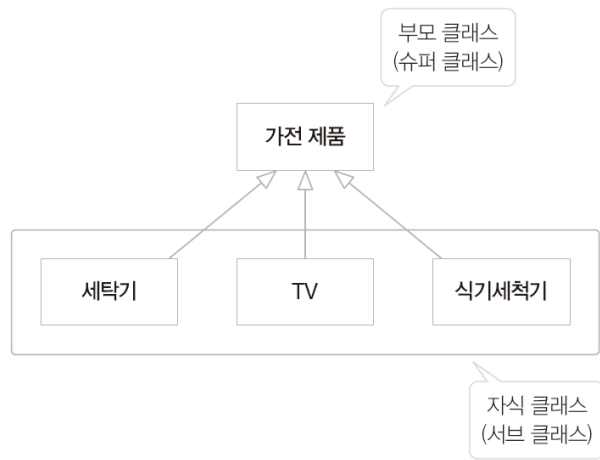 부모 클래스
(슈퍼 클래스)
가전 제품
세탁기
TV
식기세척기
자식 클래스
(서브 클래스)